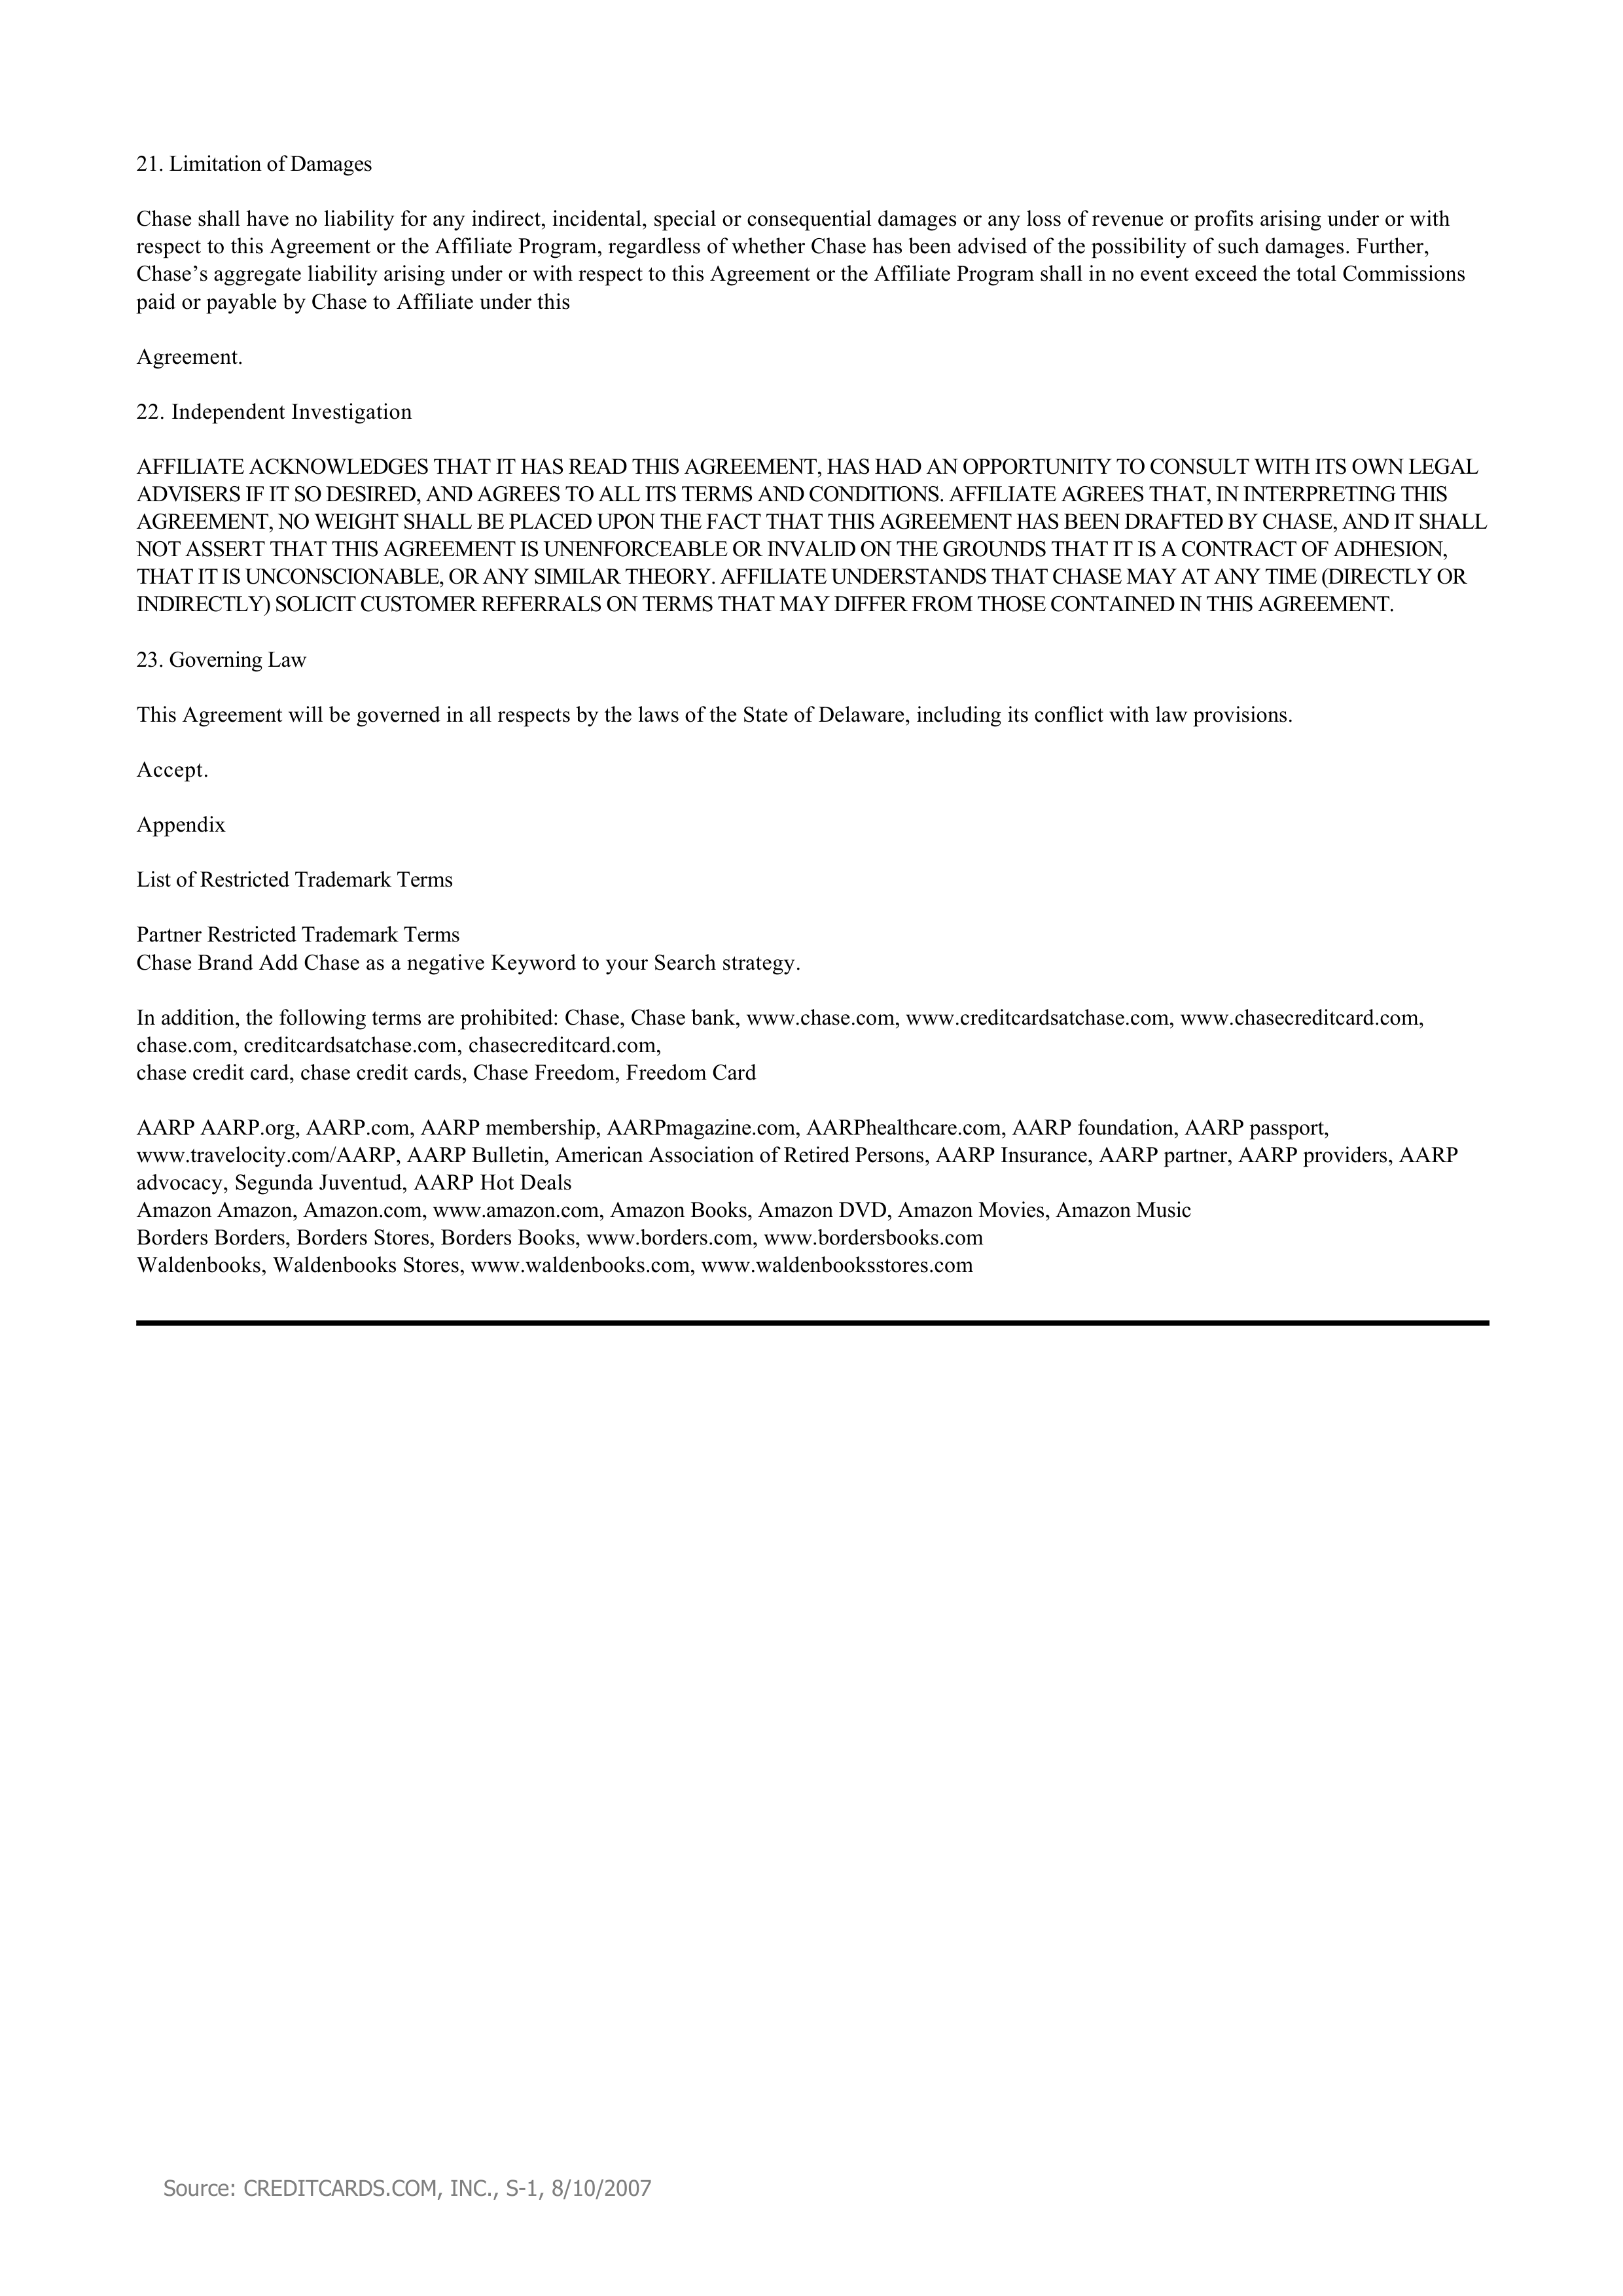 21. Limitation of Damages
Chase shall have no liability for any indirect, incidental, special or consequential damages or any loss of revenue or profits arising under or with
respect to this Agreement or the Affiliate Program, regardless of whether Chase has been advised of the possibility of such damages. Further,
Chase’s aggregate liability arising under or with respect to this Agreement or the Affiliate Program shall in no event exceed the total Commissions
paid or payable by Chase to Affiliate under this
Agreement.
22. Independent Investigation
AFFILIATE ACKNOWLEDGES THAT IT HAS READ THIS AGREEMENT, HAS HAD AN OPPORTUNITY TO CONSULT WITH ITS OWN LEGAL
ADVISERS IF IT SO DESIRED, AND AGREES TO ALL ITS TERMS AND CONDITIONS. AFFILIATE AGREES THAT, IN INTERPRETING THIS
AGREEMENT, NO WEIGHT SHALL BE PLACED UPON THE FACT THAT THIS AGREEMENT HAS BEEN DRAFTED BY CHASE, AND IT SHALL
NOT ASSERT THAT THIS AGREEMENT IS UNENFORCEABLE OR INVALID ON THE GROUNDS THAT IT IS A CONTRACT OF ADHESION,
THAT IT IS UNCONSCIONABLE, OR ANY SIMILAR THEORY. AFFILIATE UNDERSTANDS THAT CHASE MAY AT ANY TIME (DIRECTLY OR
INDIRECTLY) SOLICIT CUSTOMER REFERRALS ON TERMS THAT MAY DIFFER FROM THOSE CONTAINED IN THIS AGREEMENT.
23. Governing Law
This Agreement will be governed in all respects by the laws of the State of Delaware, including its conflict with law provisions.
Accept.
Appendix
List of Restricted Trademark Terms
Partner Restricted Trademark Terms
Chase Brand Add Chase as a negative Keyword to your Search strategy.
In addition, the following terms are prohibited: Chase, Chase bank, www.chase.com, www.creditcardsatchase.com, www.chasecreditcard.com,
chase.com, creditcardsatchase.com, chasecreditcard.com,
chase credit card, chase credit cards, Chase Freedom, Freedom Card
AARP AARP.org, AARP.com, AARP membership, AARPmagazine.com, AARPhealthcare.com, AARP foundation, AARP passport,
www.travelocity.com/AARP, AARP Bulletin, American Association of Retired Persons, AARP Insurance, AARP partner, AARP providers, AARP
advocacy, Segunda Juventud, AARP Hot Deals
Amazon Amazon, Amazon.com, www.amazon.com, Amazon Books, Amazon DVD, Amazon Movies, Amazon Music
Borders Borders, Borders Stores, Borders Books, www.borders.com, www.bordersbooks.com
Waldenbooks, Waldenbooks Stores, www.waldenbooks.com, www.waldenbooksstores.com
Source: CREDITCARDS.COM, INC., S-1, 8/10/2007